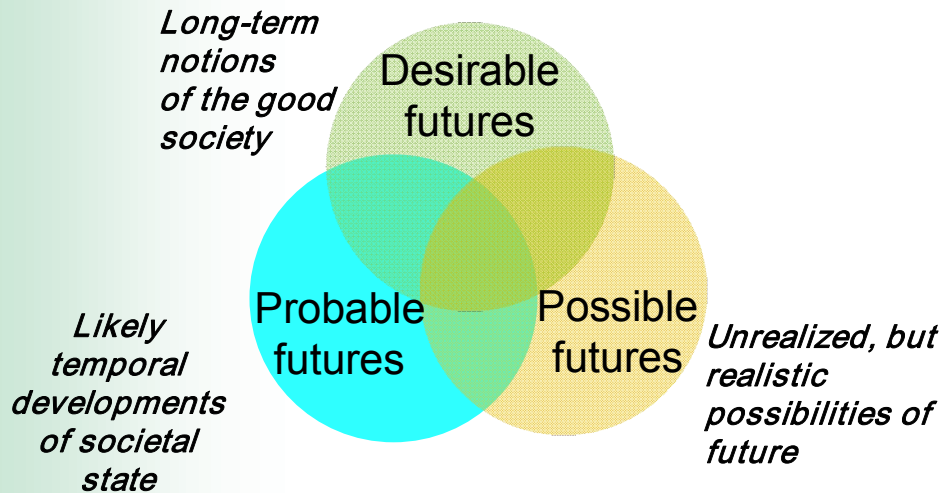 Long-term
notions
of the good
society
Desirable
futures
Probable
futures
Possible
futures
Likely
temporal
developments
of societal
state
Unrealized, but
realistic
possibilities of
future